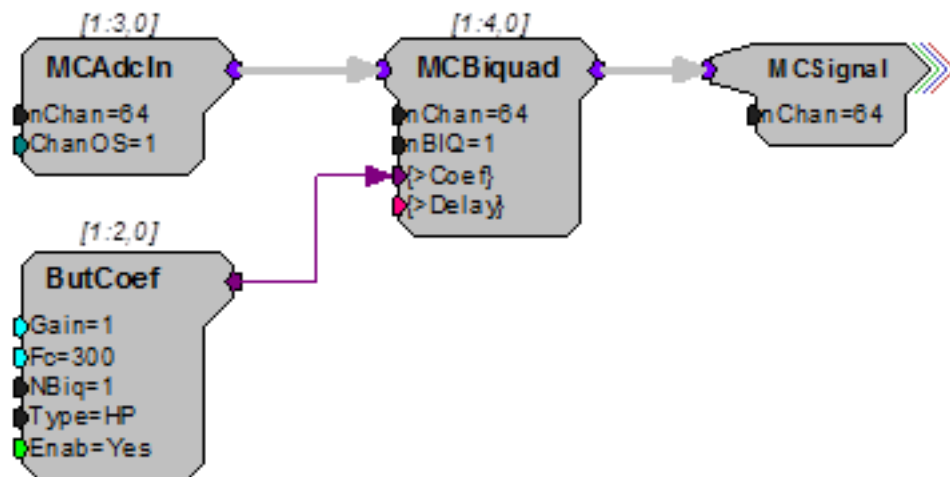 [1:3,0]
MCAdcIn
nChan=64
ChanOS=1
[1:4,0]
MCBiquad
nChan=64
nBIQ=1
{>Coef}
{>Delay}
MCSignal
nChan=64
[1:2,0]
ButCoef
Gain=1
Fc=300
NBiq=1
Type=HP
Enab=Yes